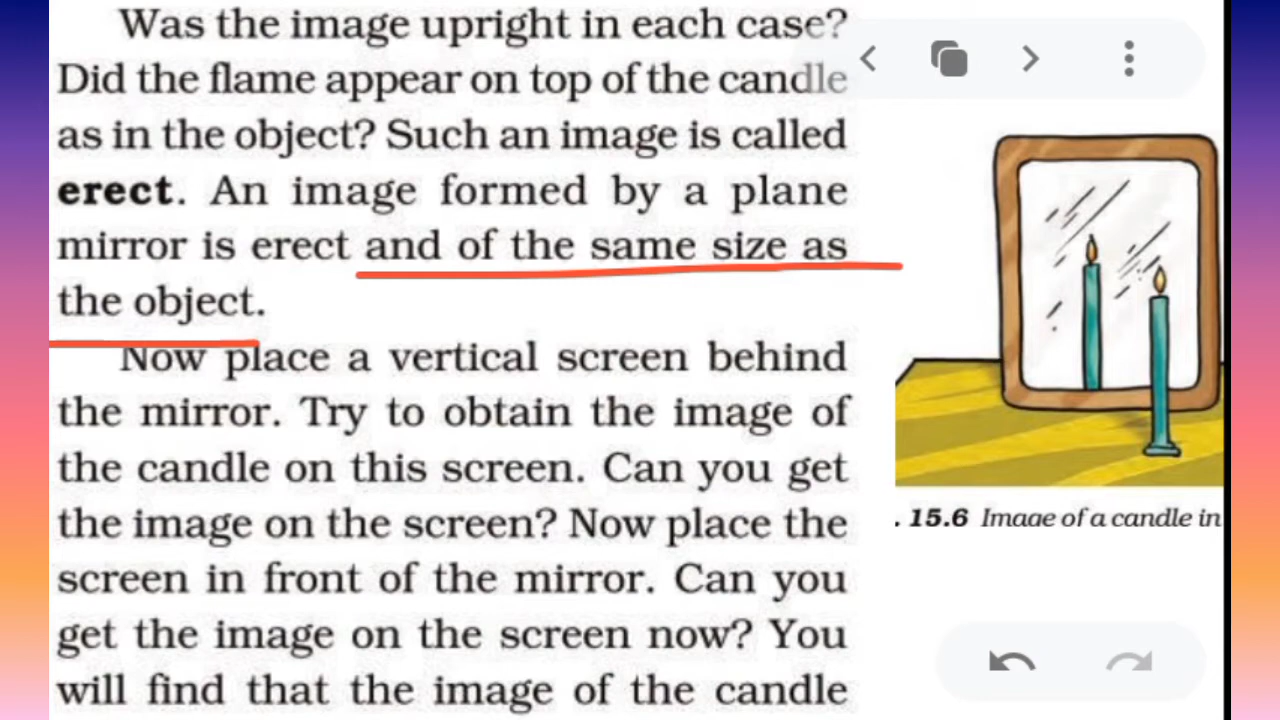 Was the image upright in each case?
Did the flame appear on top of the candle
as in the object? Such an image is called
erect. An image formed by a plane
mirror is erect and of the same size as
the object.
Now place a vertical screen behind
the mirror. Try to obtain the image of
the candle on this screen. Can you get
the image on the screen? Now place the
screen in front of the mirror. Can you
get the image on the screen now? You
will find that the image of the candle
. 15.6 Image of a candle in